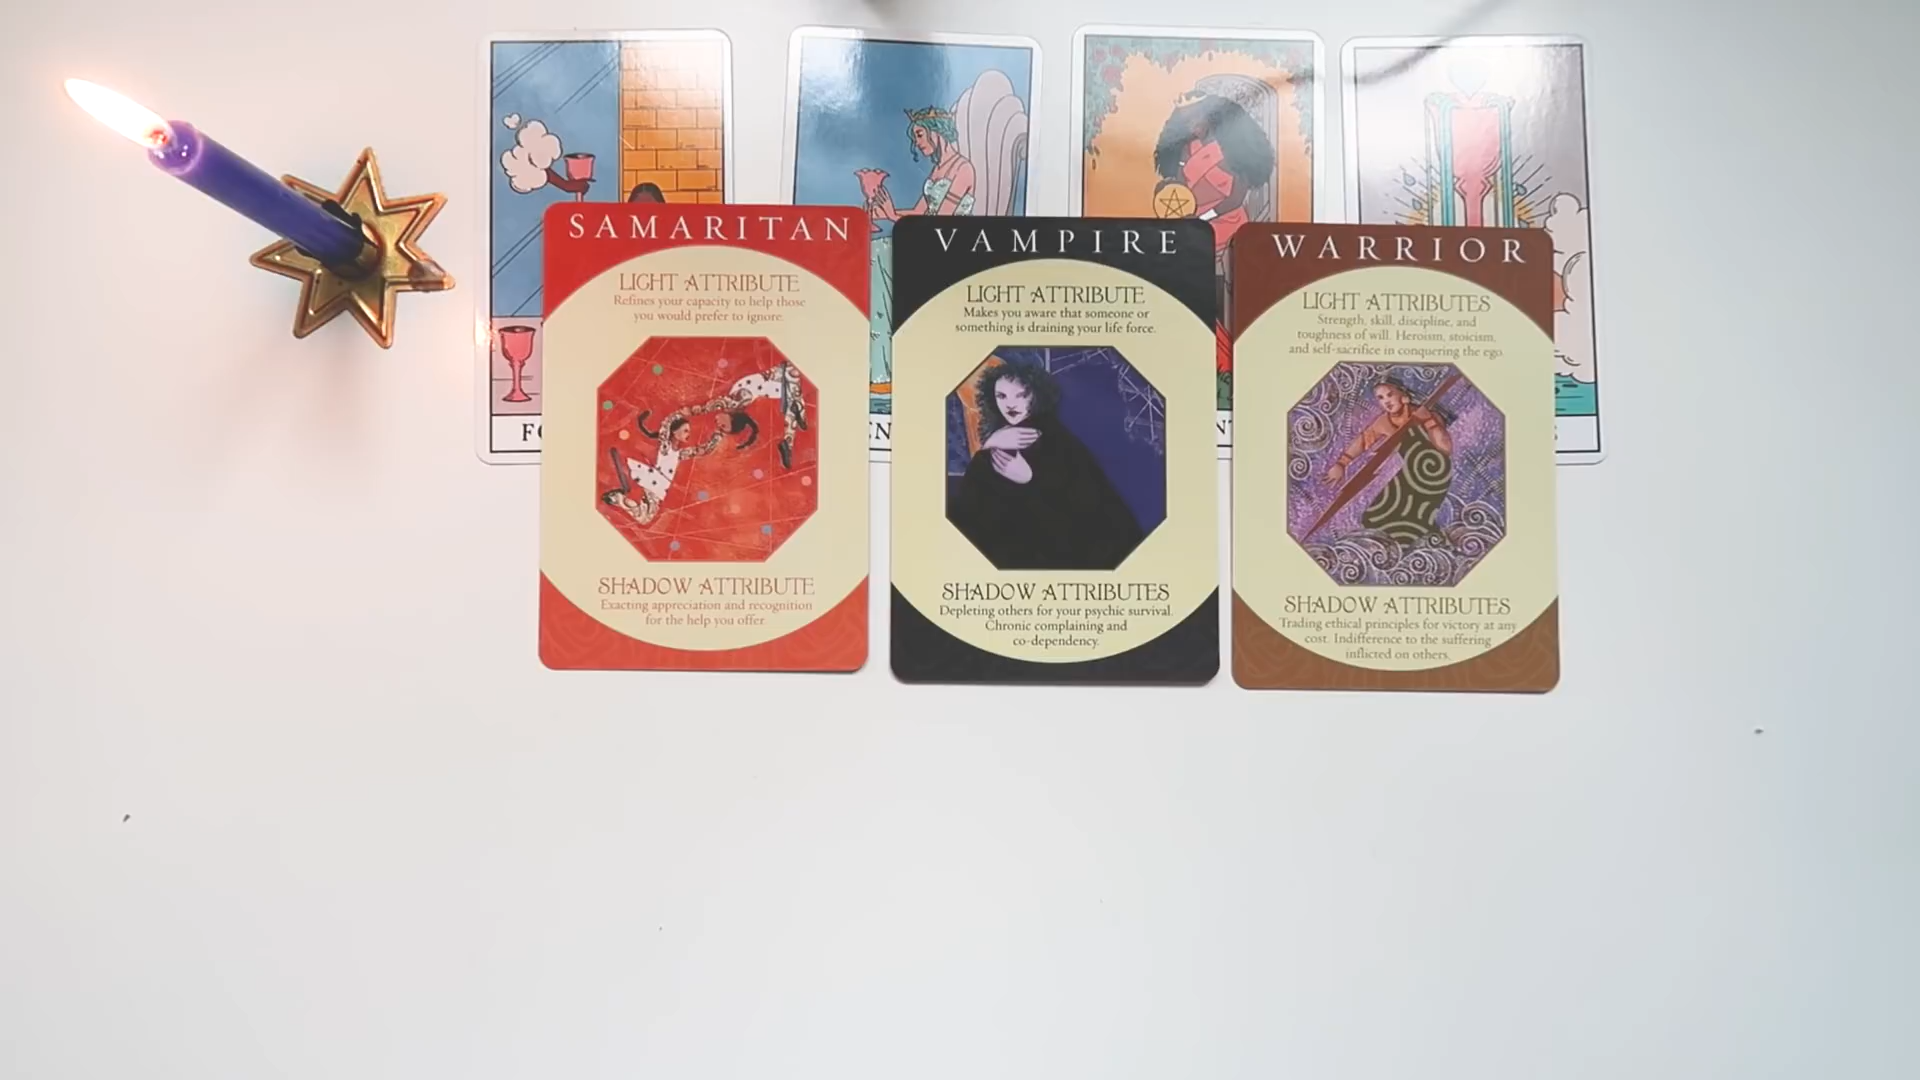 SAMARITAN
LIGHT ATTRIBUTE
Refines your capacity to help those
you would prefer to ignore.
SHADOW ATTRIBUTE
Exacting appreciation and recognition
for the help you offer.
VAMPIRE
LIGHT ATTRIBUTE
Makes you aware that someone or
something is draining your life force.
SHADOW ATTRIBUTES
Depleting others for your psychic survival.
Chronic complaining and
co-dependency.
WARRIOR
LIGHT ATTRIBUTES
Strength, skill, discipline, and
toughness of will. Heroism, stoicism,
and self-sacrifice in conquering the ego.
SHADOW ATTRIBUTES
Trading ethical principles for victory at any
cost. Indifference to the suffering
inflicted on others.